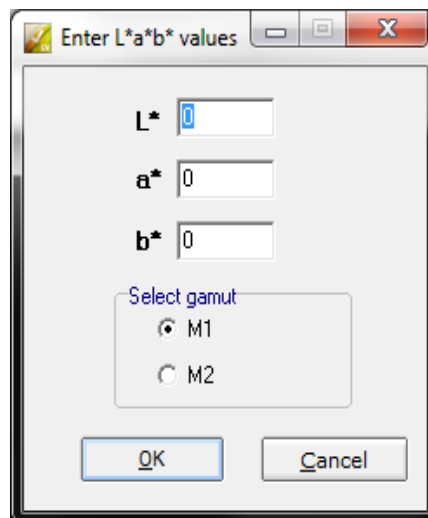 Enter L*a*b* values
L* 0
a* 0
b* 0
Select gamut
M1
M2
OK Cancel